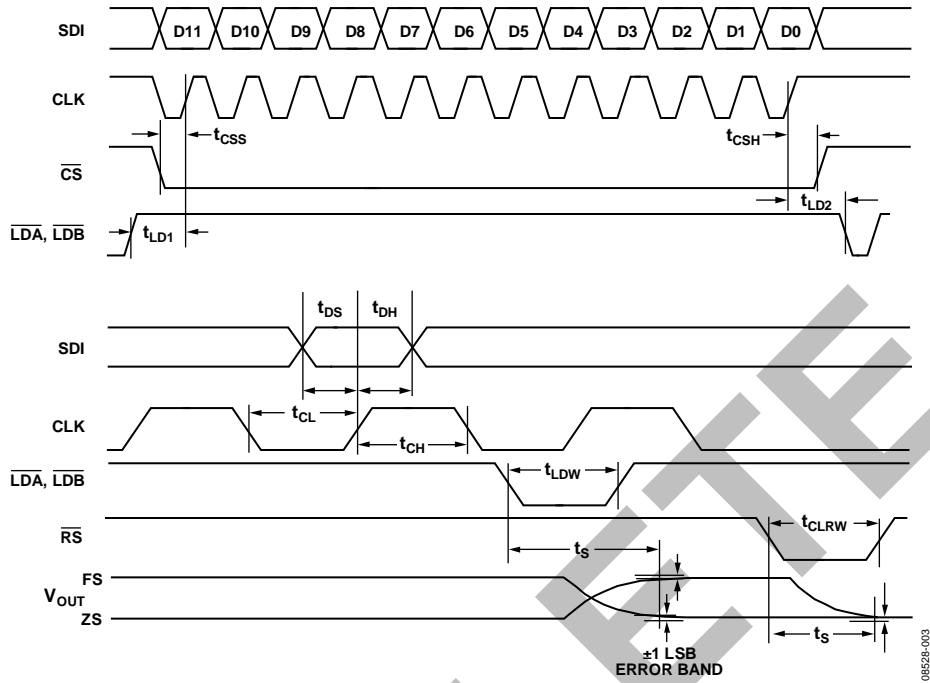 SDI D11 D10 D9 D8 D7 D6 D5 D4 D3 D2 D1 D0
CLK
tCSS tCSH
CS
tLD2
LDA, LDB tLD1
tDS tDH
SDI
tCL
CLK
tCH
LDA, LDB tLDW
RS tCLRW
tS
FS
VOUT
ZS
tS
±1 LSB
ERROR BAND
08528-003
ETE